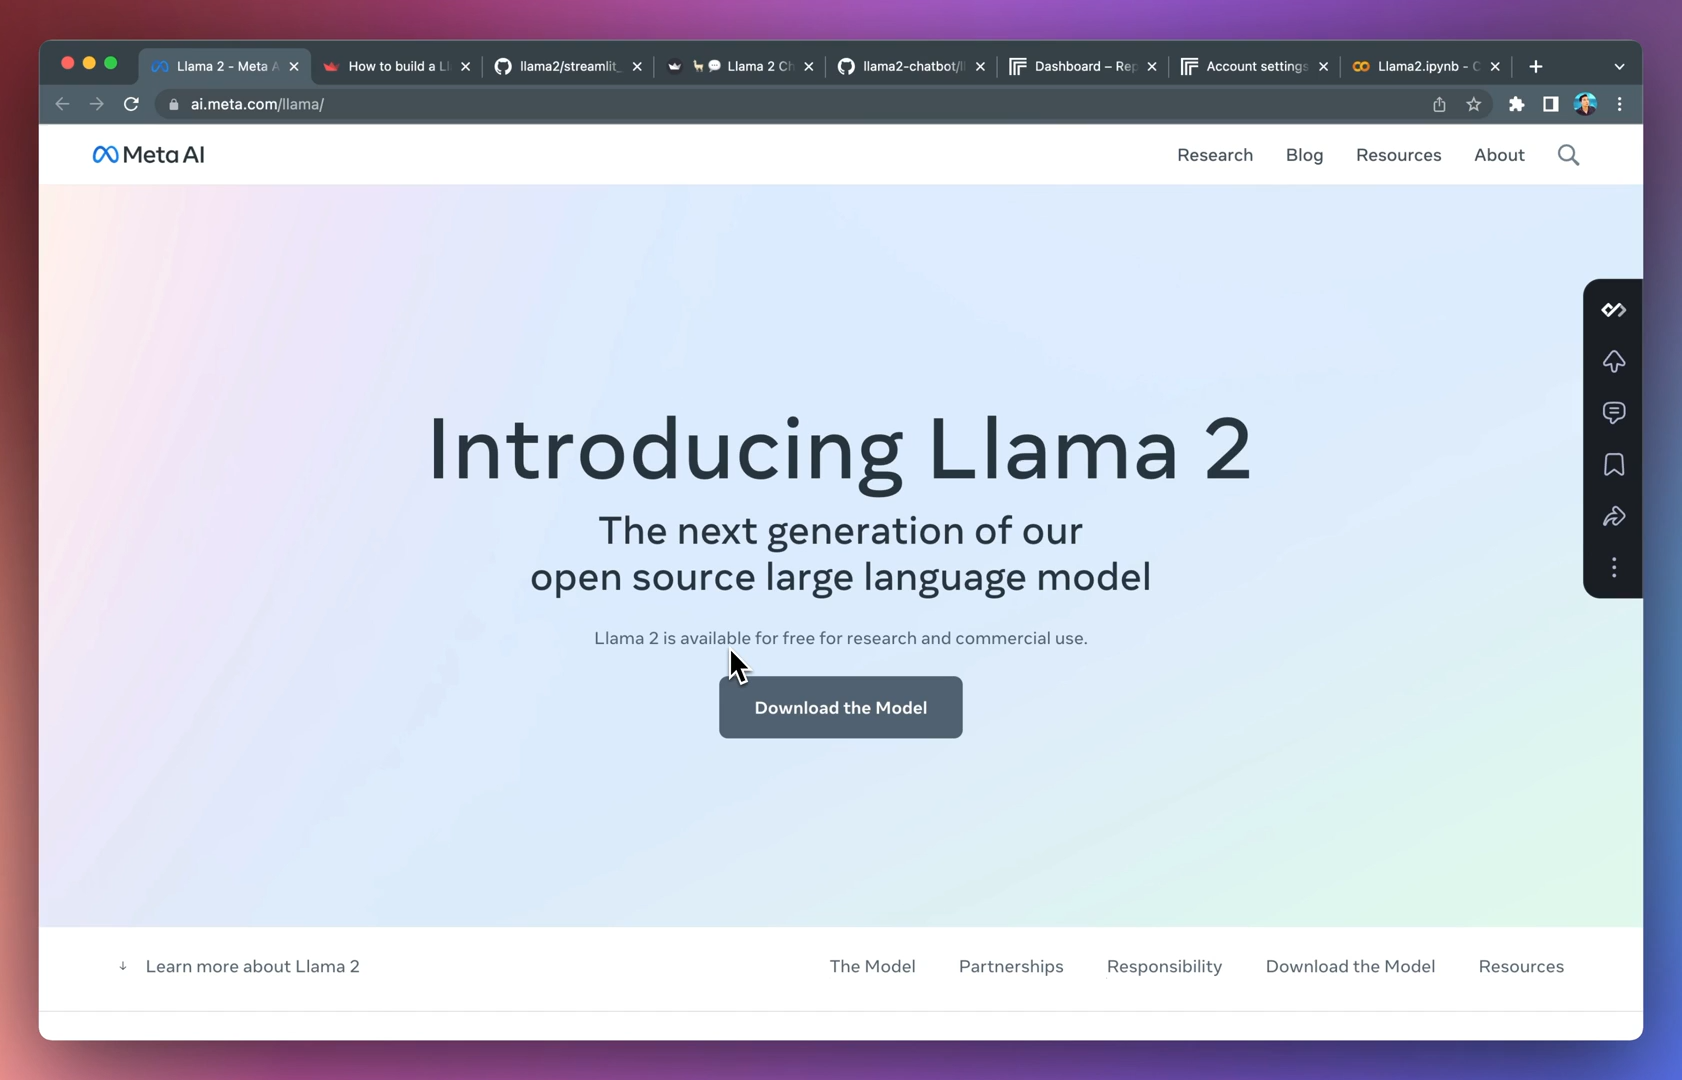 Llama 2 - Meta A
How to build a Ll
llama2/streamlit_
Llama 2 Ch
llama2-chatbot/l
Dashboard – Rep
Account settings
Llama2.ipynb - C
ai.meta.com/llama/
Meta AI
Research
Blog
Resources
About
Introducing Llama 2
The next generation of our
open source large language model
Llama 2 is available for free for research and commercial use.
Download the Model
Learn more about Llama 2
The Model
Partnerships
Responsibility
Download the Model
Resources